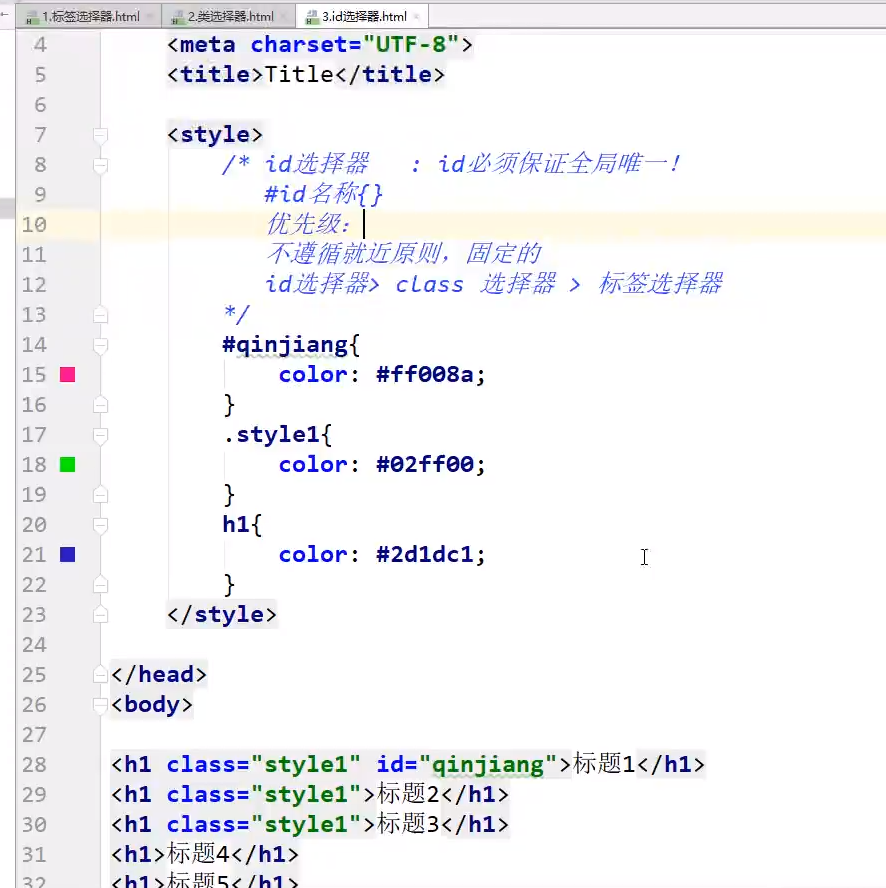 1.标签选择器.html 2.类选择器.html 3.id选择器.html
4 <meta charset="UTF-8">
5 <title>Title</title>
6
7 <style>
8 /* id选择器 : id必须保证全局唯一!
9 #id名称{}
10 优先级:
11 不遵循就近原则，固定的
12 id选择器> class 选择器 > 标签选择器
13 */
14 #qinjiang{
15 color: #ff008a;
16 }
17 .style1{
18 color: #02ff00;
19 }
20 h1{
21 color: #2d1dc1;
22 }
23 </style>
24
25 </head>
26 <body>
27
28 <h1 class="style1" id="qinjiang">标题1</h1>
29 <h1 class="style1">标题2</h1>
30 <h1 class="style1">标题3</h1>
31 <h1>标题4</h1>
32 <h1>标题5</h1>